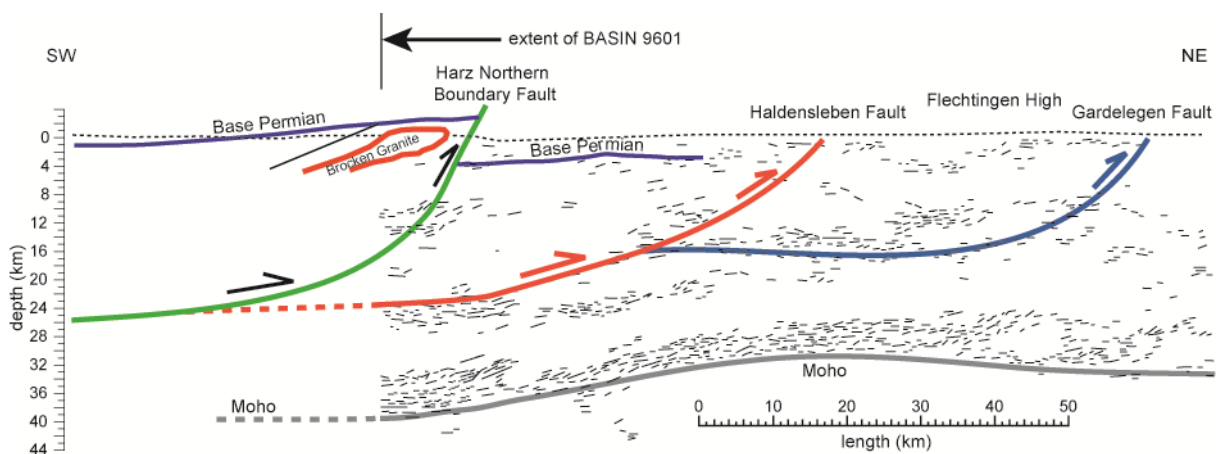 SW
extent of BASIN 9601
NE
Harz Northern
Boundary Fault
Haldensleben Fault
Flechtingen High
Gardelegen Fault
Base Permian
Brocken Granite
Base Permian
depth (km)
0
4
8
12
16
20
24
28
32
36
40
44
Moho
Moho
0
10
20
30
40
50
length (km)